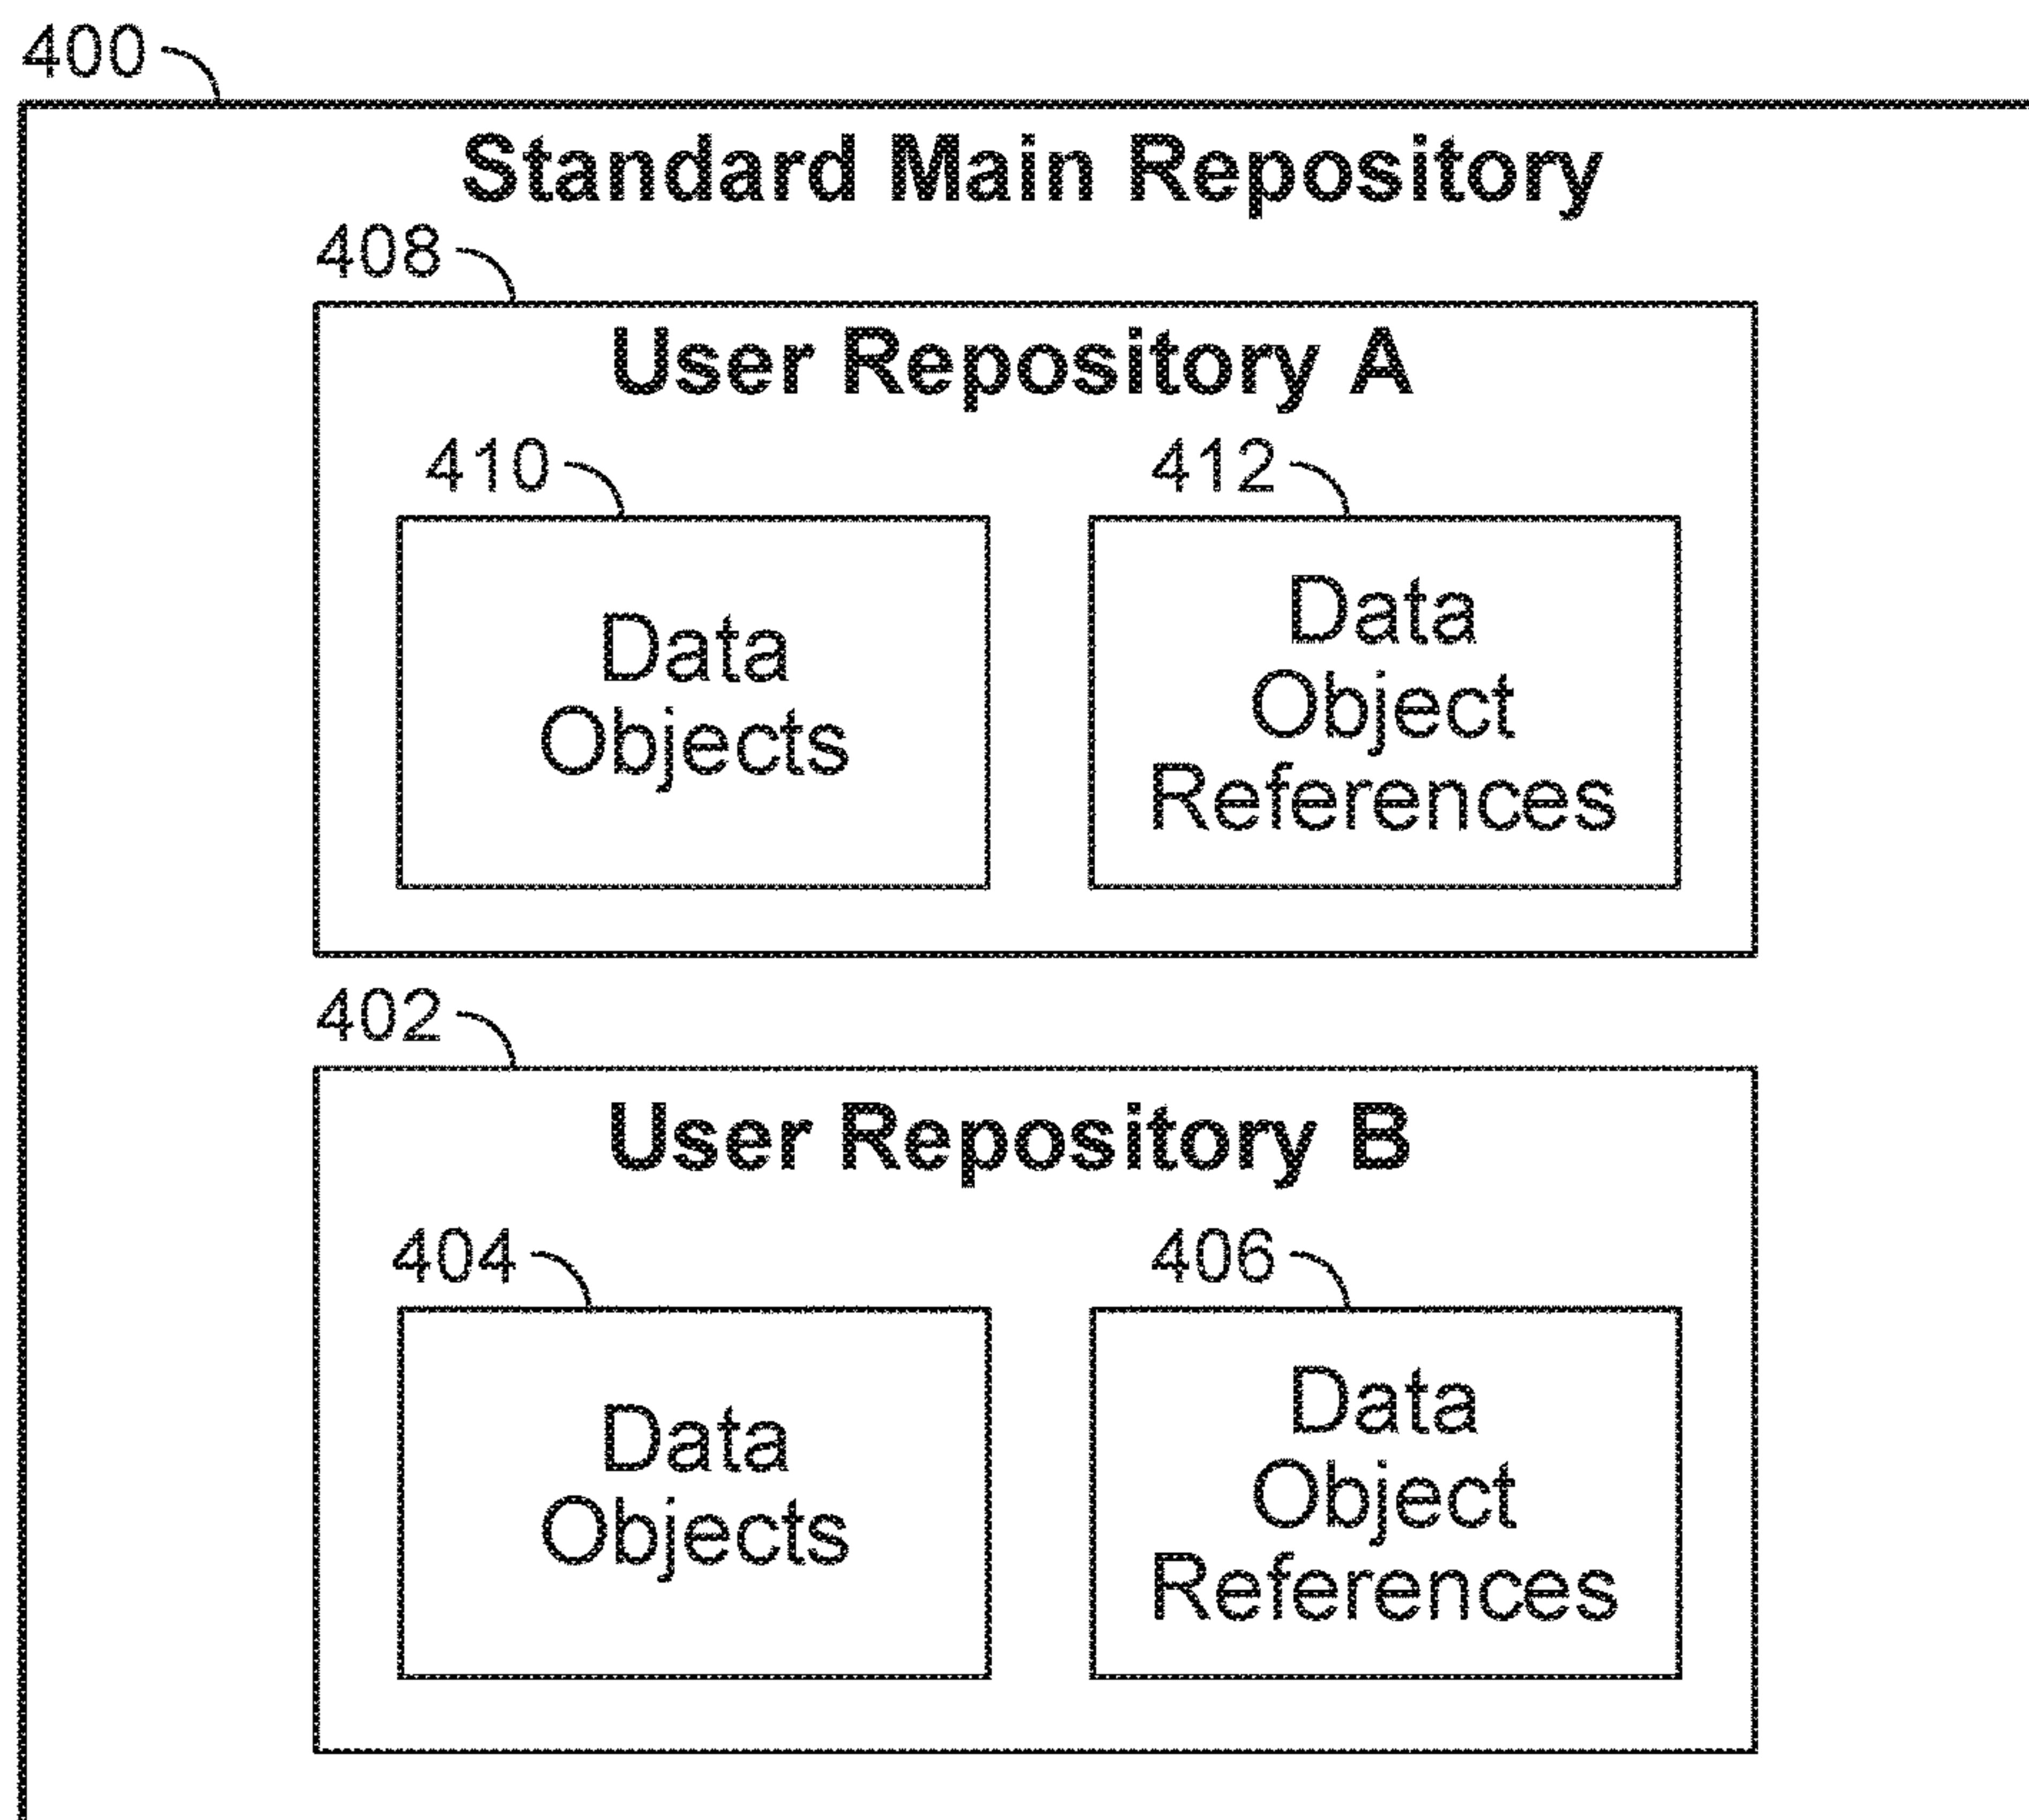 400
Standard Main Repository
408
User Repository A
410
412
Data
Objects
Data
Object
References
402
User Repository B
404
406
Data
Objects
Data
Object
References